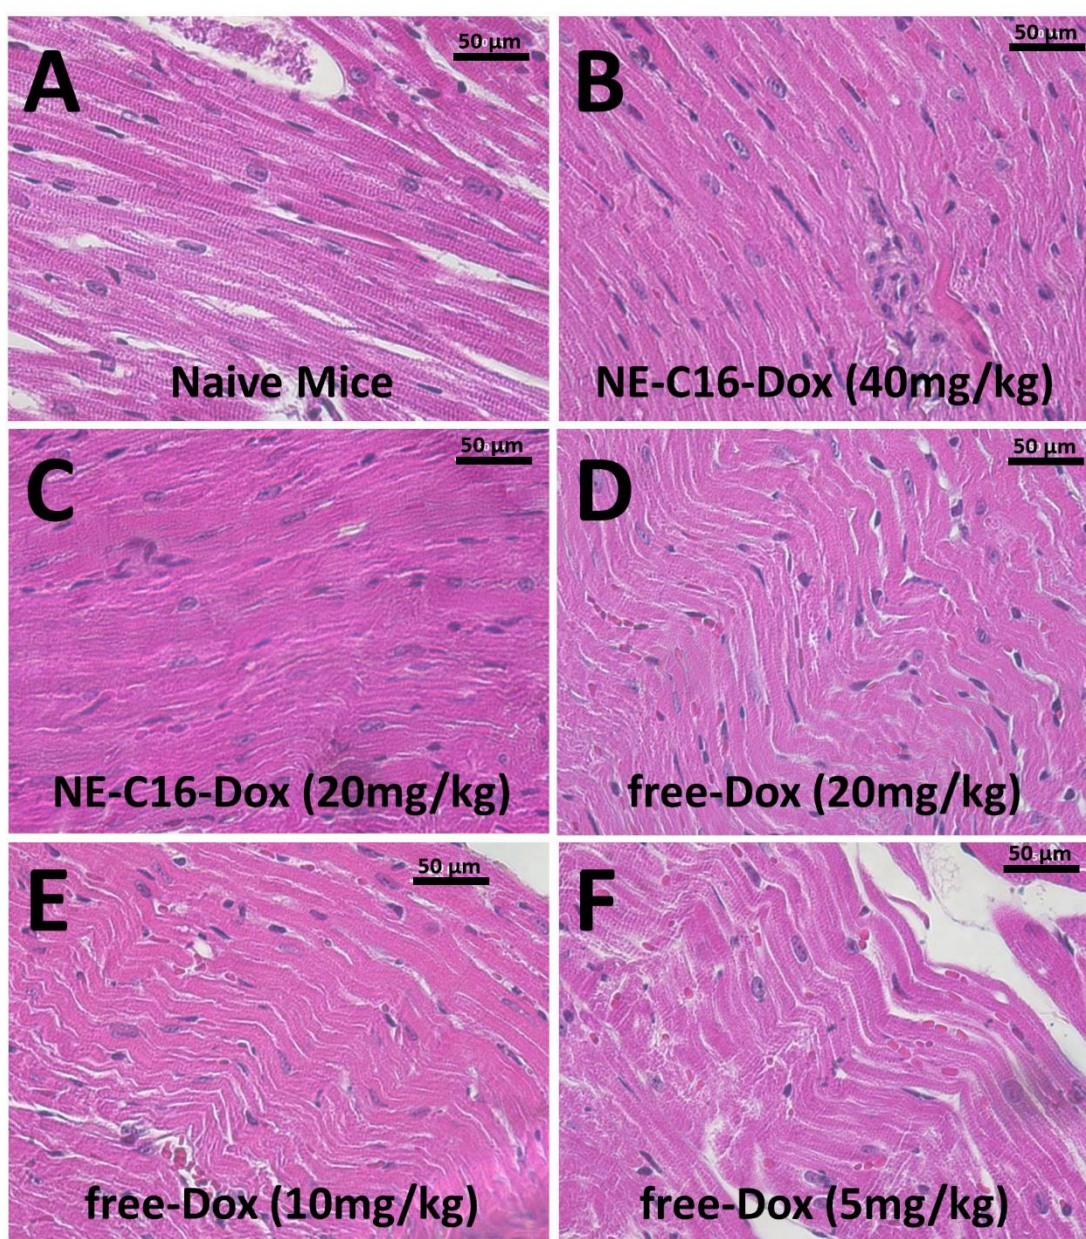 A
50 µm
Naive Mice
B
50 µm
NE-C16-Dox (40mg/kg)
C
50 µm
NE-C16-Dox (20mg/kg)
D
50 µm
free-Dox (20mg/kg)
E
50 µm
free-Dox (10mg/kg)
F
50 µm
free-Dox (5mg/kg)